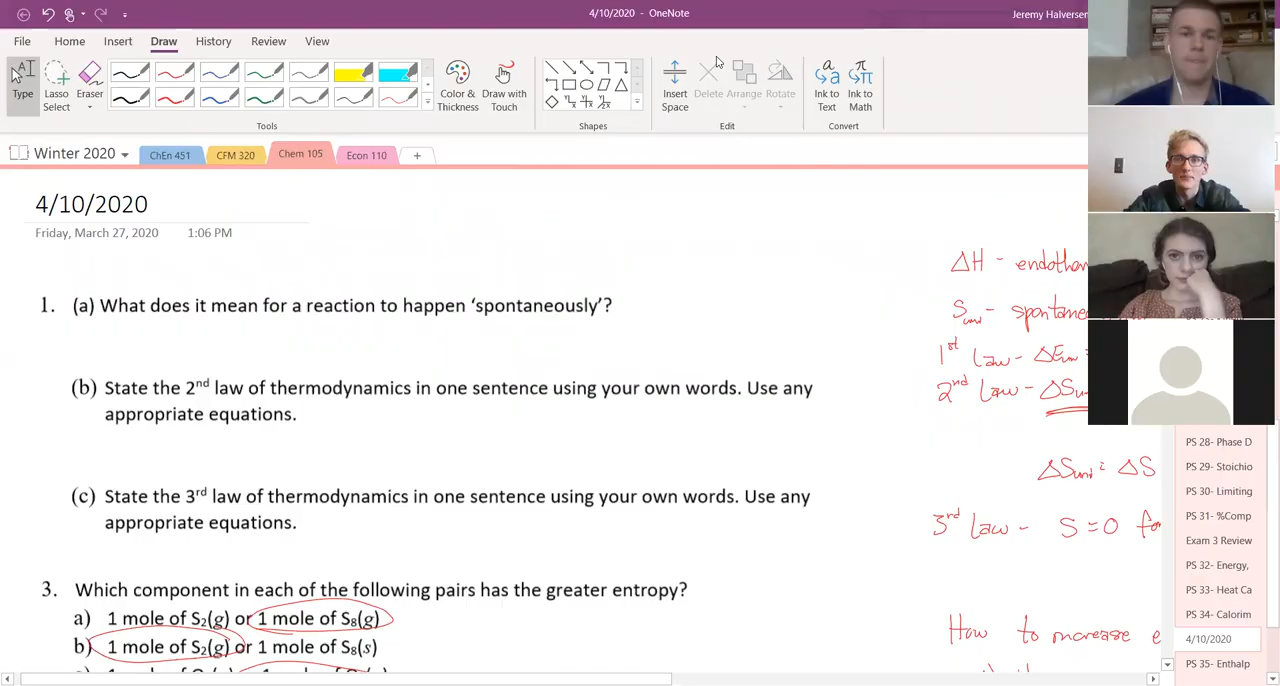 4/10/2020 - OneNote
Jeremy Halversen
File Home Insert Draw History Review View
Type
Lasso Select
Eraser
Color & Thickness
Draw with Touch
Insert Space
Delete
Arrange
Rotate
Ink to Text
Ink to Math
Tools
Shapes
Edit
Convert
Winter 2020
ChEn 451
CFM 320
Chem 105
Econ 110
4/10/2020
Friday, March 27, 2020 1:06 PM
ΔH - endother
1. (a) What does it mean for a reaction to happen ‘spontaneously’?
S_univ - spontane
1st Law - ΔE_univ =
(b) State the 2nd law of thermodynamics in one sentence using your own words. Use any
appropriate equations.
2nd Law - ΔSun
ΔS_univ = ΔS
(c) State the 3rd law of thermodynamics in one sentence using your own words. Use any
appropriate equations.
3rd Law - S = 0 for
3. Which component in each of the following pairs has the greater entropy?
a) 1 mole of S2(g) or 1 mole of S8(g)
b) 1 mole of S2(g) or 1 mole of S8(s)
How to increase e
PS 28- Phase D
PS 29- Stoichio
PS 30- Limiting
PS 31- %Comp
Exam 3 Review
PS 32- Energy,
PS 33- Heat Ca
PS 34- Calorim
4/10/2020
PS 35- Enthalp